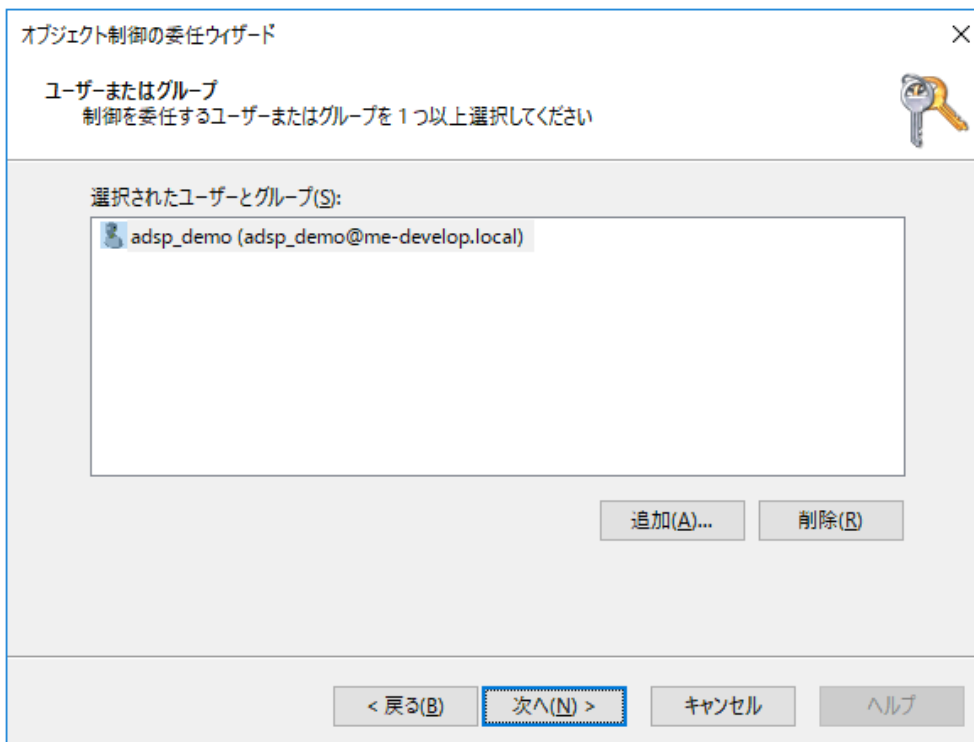 オブジェクト制御の委任ウィザード
ユーザーまたはグループ
制御を委任するユーザーまたはグループを 1 つ以上選択してください
選択されたユーザーとグループ(S):
adsp_demo (adsp_demo@me-develop.local)
追加(A)... 削除(R)
< 戻る(B) 次へ(N) > キャンセル ヘルプ